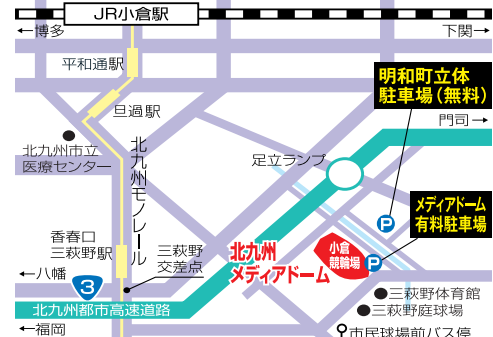 JR小倉駅
←博多
下関→
平和通駅
明和町立体
駐車場(無料)
旦過駅
門司→
北九州市立
医療センター
北九州モノレール
足立ランプ
メディアドーム
有料駐車場
P
香春口
三萩野駅
三萩野
交差点
北九州
メディアドーム
小倉
競輪場
P
←八幡
3
三萩野体育館
北九州都市高速道路
三萩野庭球場
←福岡
市民球場前バス停